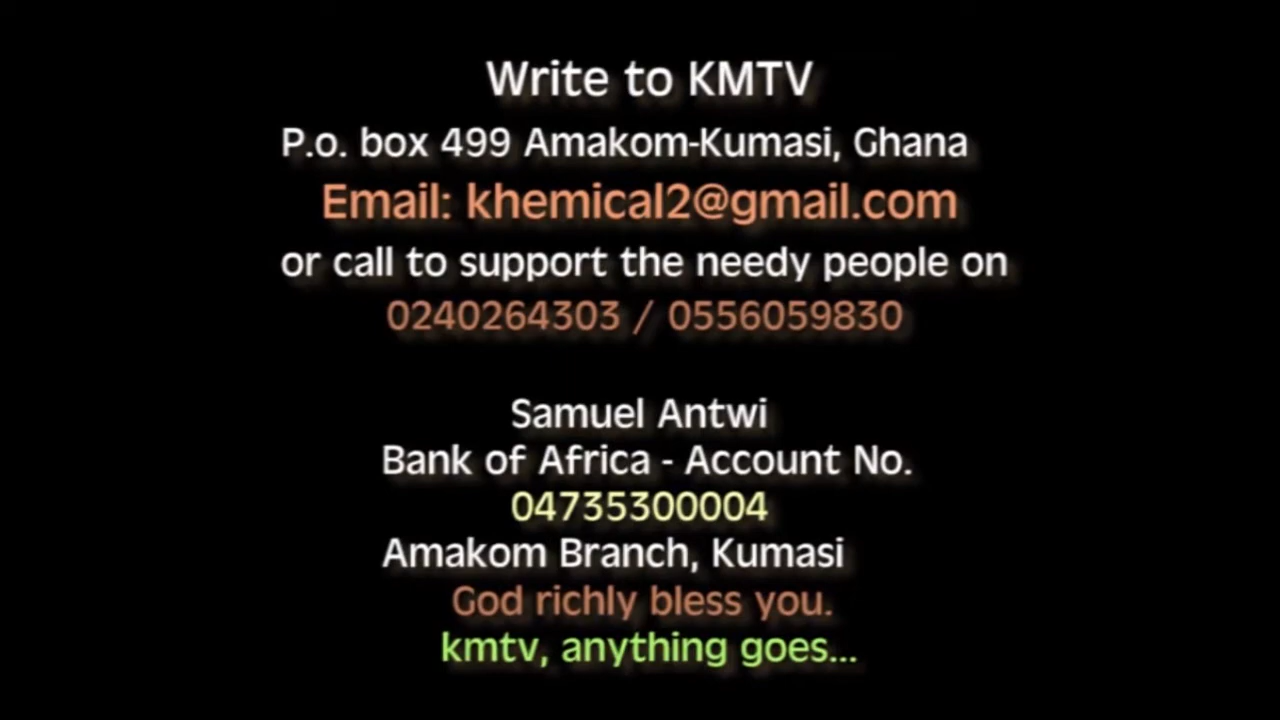 Write to KMTV
P.o. box 499 Amakom-Kumasi, Ghana
Email: khemical2@gmail.com
or call to support the needy people on
0240264303 / 0556059830
Samuel Antwi
Bank of Africa - Account No.
04735300004
Amakom Branch, Kumasi
God richly bless you.
kmtv, anything goes...